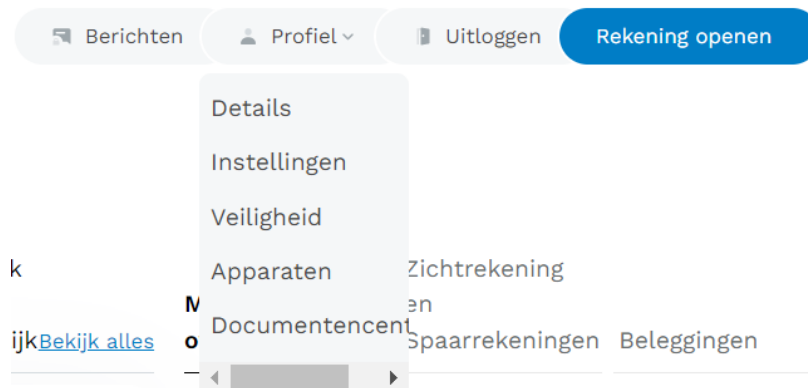 Berichten Profiel Uitloggen Rekening openen
Details
Instellingen
Veiligheid
Apparaten
Documentencent
k
ijk Bekijk alles
M
o
Zichtrekening
en
Spaarrekeningen
Beleggingen